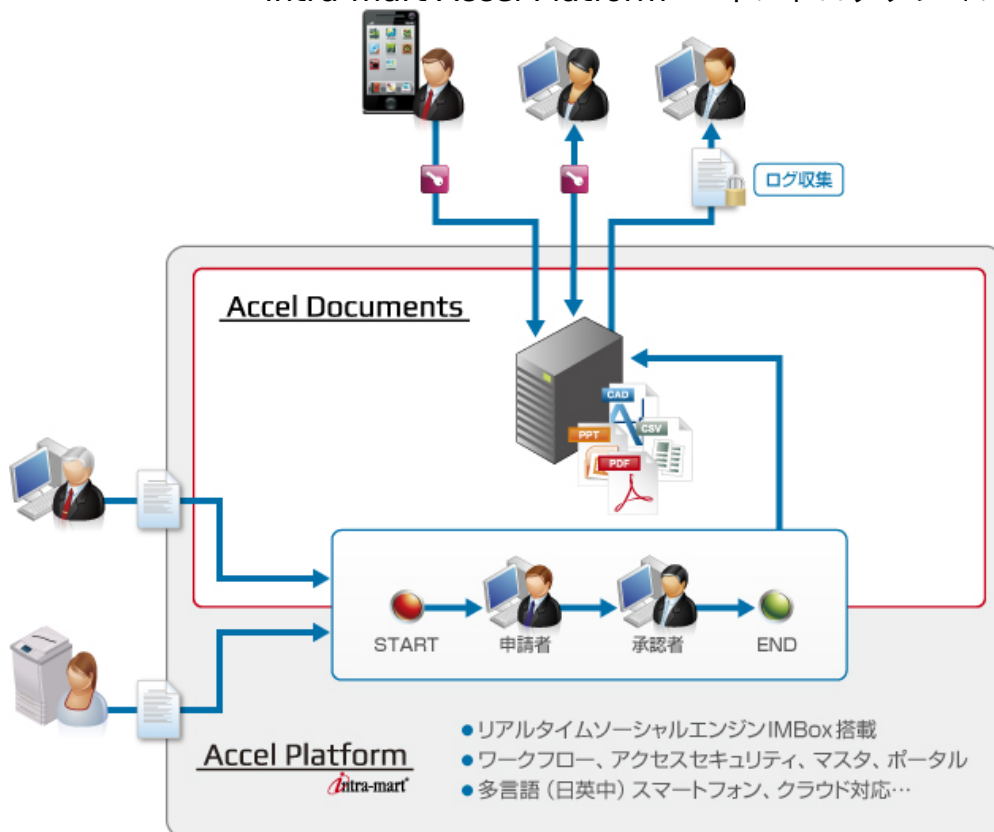 intra-mart Accel Platform
ログ収集
Accel Documents
CAD
CSV
PPT
PDF
START
申請者
承認者
END
Accel Platform
intra-mart
●リアルタイムソーシャルエンジンIMBox搭載
●ワークフロー、アクセスセキュリティ、マスタ、ポータル
●多言語(日英中)スマートフォン、クラウド対応…